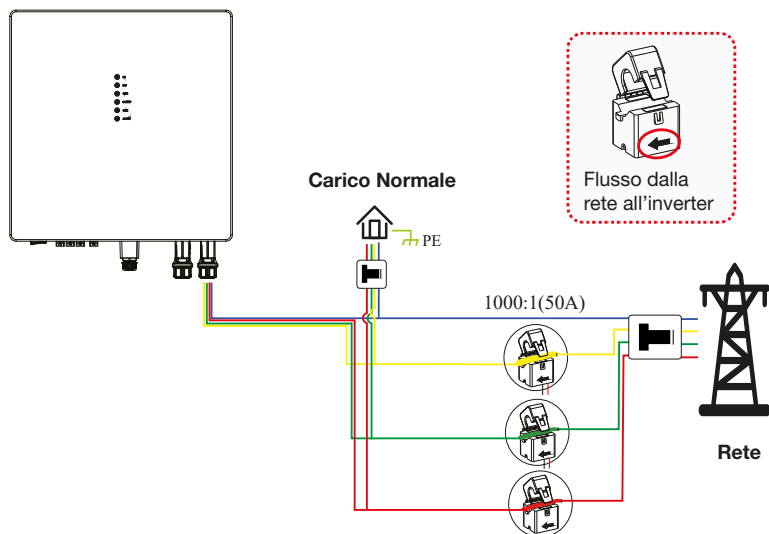 Flusso dalla
rete all'inverter
Carico Normale
PE
1000:1(50A)
Rete